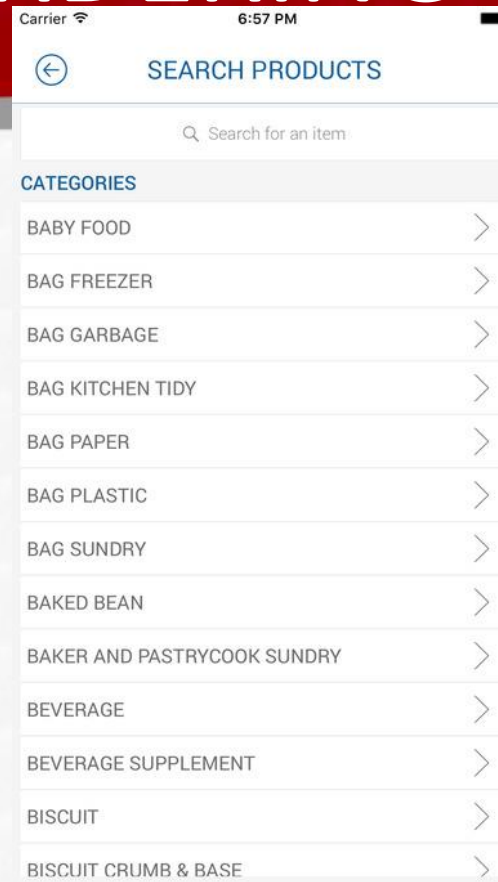 Carrier 6:57 PM
SEARCH PRODUCTS
Search for an item
CATEGORIES
BABY FOOD
BAG FREEZER
BAG GARBAGE
BAG KITCHEN TIDY
BAG PAPER
BAG PLASTIC
BAG SUNDRY
BAKED BEAN
BAKER AND PASTRYCOOK SUNDRY
BEVERAGE
BEVERAGE SUPPLEMENT
BISCUIT
BISCUIT CRUMB & BASE